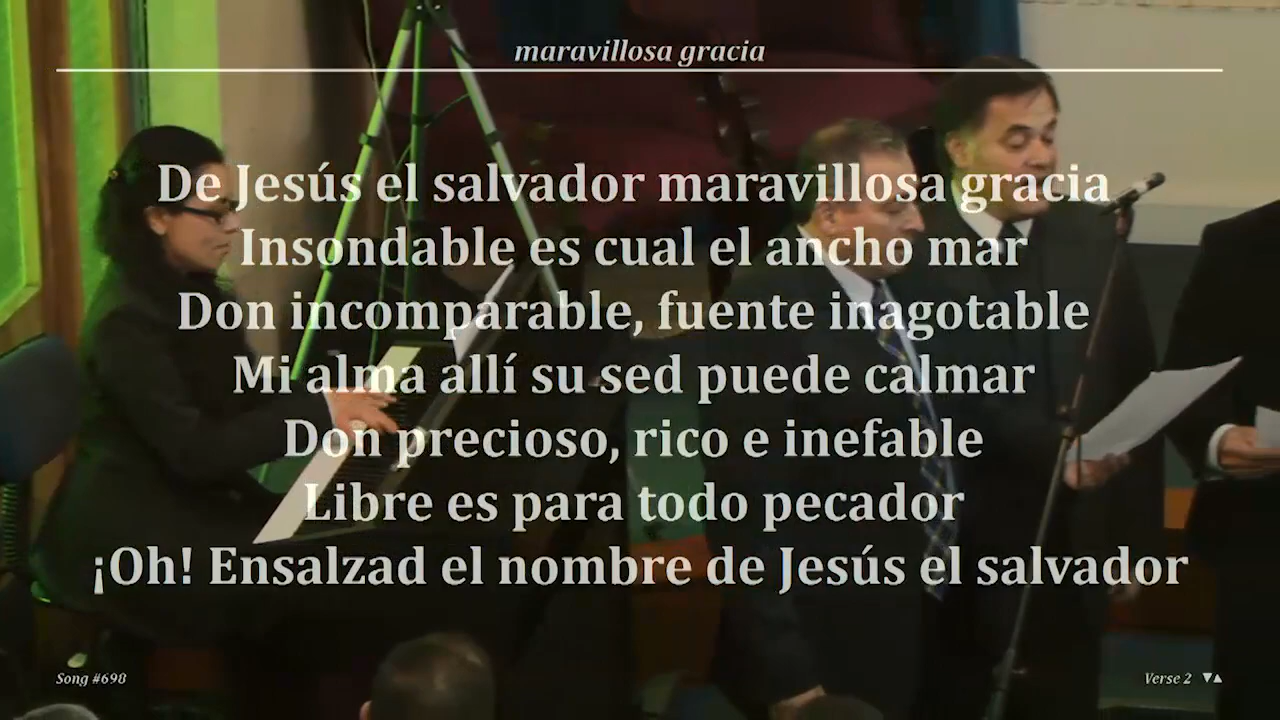 maravillosa gracia
De Jesús el salvador maravillosa gracia
Insondable es cual el ancho mar
Don incomparable, fuente inagotable
Mi alma allí su sed puede calmar
Don precioso, rico e inefable
Libre es para todo pecador
¡Oh! Ensalzad el nombre de Jesús el salvador
Song #698
Verse 2 ▼▲